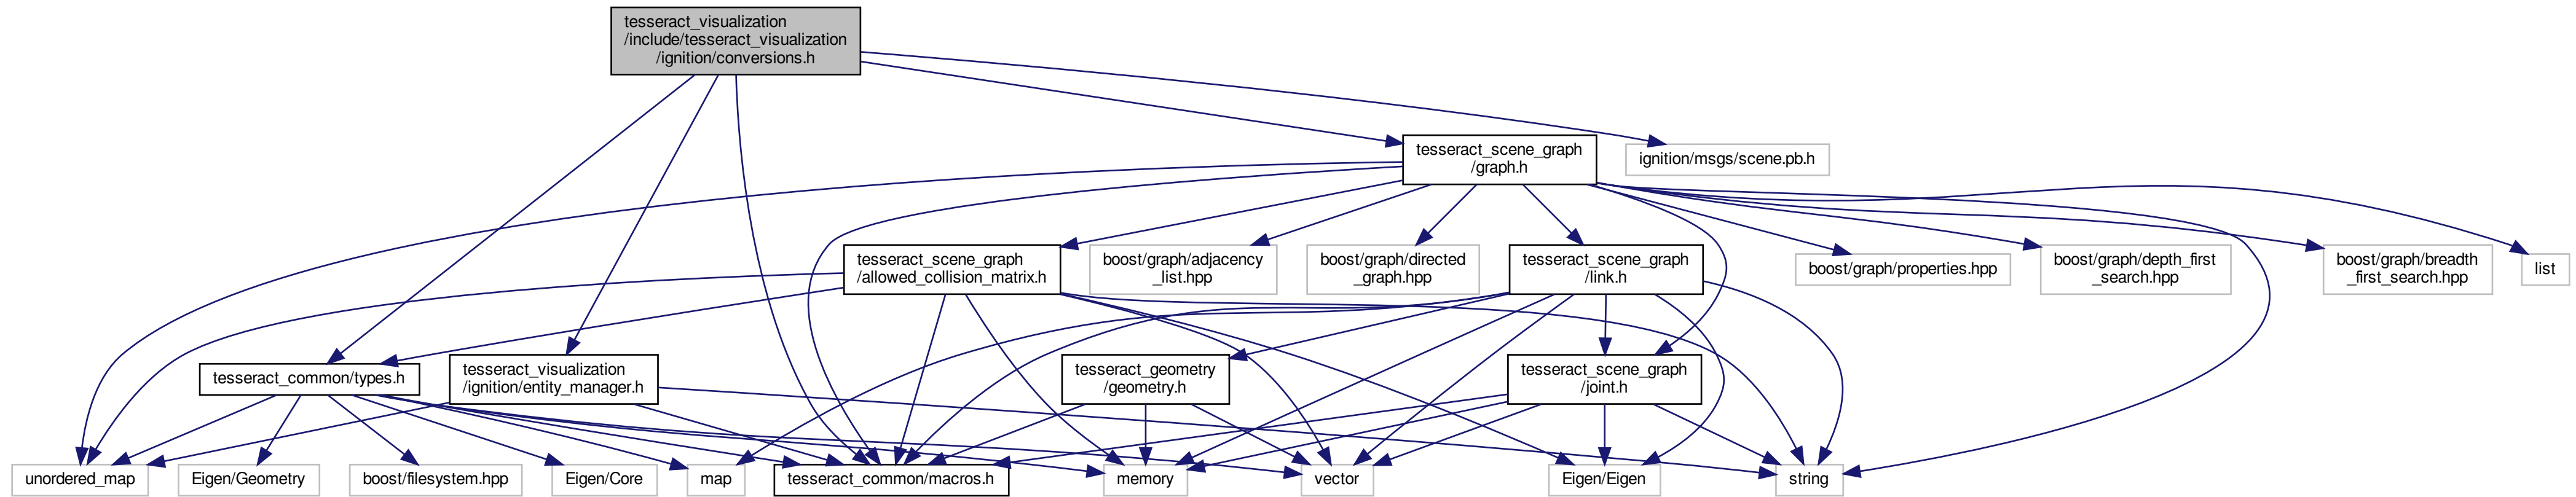 tesseract_visualization
/include/tesseract_visualization
/ignition/conversions.h
tesseract_scene_graph
/graph.h
ignition/msgs/scene.pb.h
tesseract_scene_graph
/allowed_collision_matrix.h
boost/graph/adjacency
_list.hpp
boost/graph/directed
_graph.hpp
tesseract_scene_graph
/link.h
boost/graph/properties.hpp
boost/graph/depth_first
_search.hpp
boost/graph/breadth
_first_search.hpp
list
tesseract_common/types.h
tesseract_visualization
/ignition/entity_manager.h
tesseract_geometry
/geometry.h
tesseract_scene_graph
/joint.h
unordered_map
Eigen/Geometry
boost/filesystem.hpp
Eigen/Core
map
tesseract_common/macros.h
memory
vector
Eigen/Eigen
string